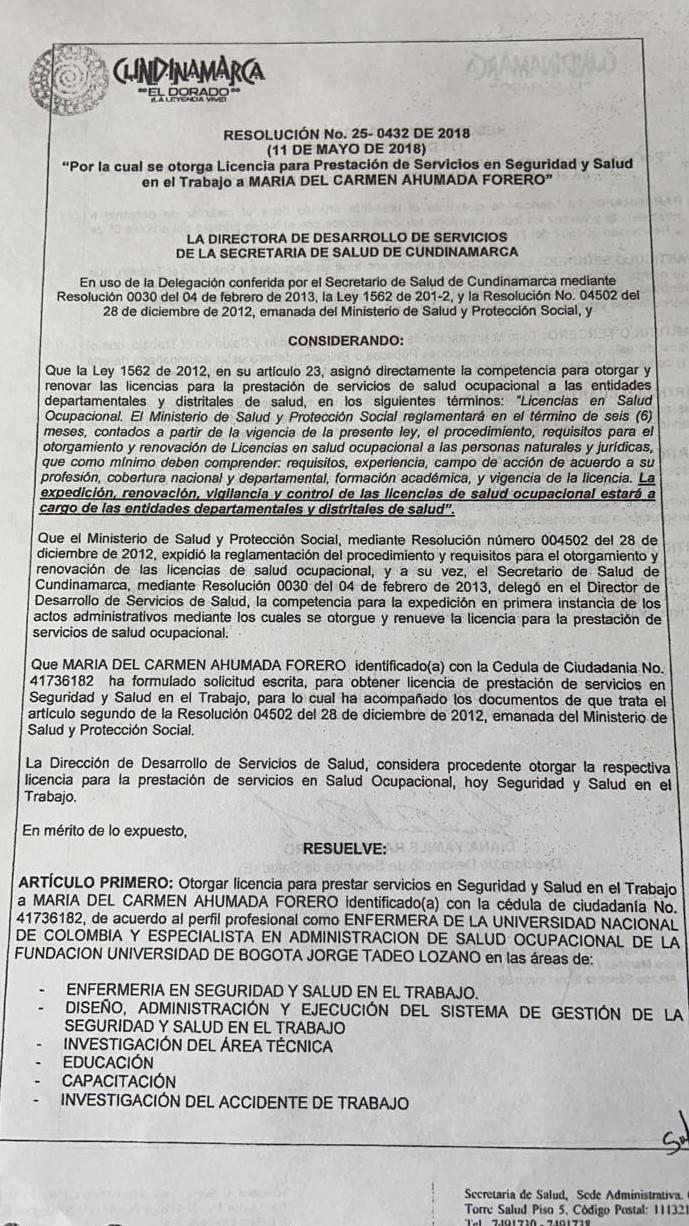 CUNDINAMARCA
EL DORADO
¡LA LEYENDA VIVE!
RESOLUCIÓN No. 25- 0432 DE 2018
(11 DE MAYO DE 2018)
"Por la cual se otorga Licencia para Prestación de Servicios en Seguridad y Salud
en el Trabajo a MARIA DEL CARMEN AHUMADA FORERO"
LA DIRECTORA DE DESARROLLO DE SERVICIOS
DE LA SECRETARIA DE SALUD DE CUNDINAMARCA
En uso de la Delegación conferida por el Secretario de Salud de Cundinamarca mediante
Resolución 0030 del 04 de febrero de 2013, la Ley 1562 de 201-2, y la Resolución No. 04502 del
28 de diciembre de 2012, emanada del Ministerio de Salud y Protección Social, y
CONSIDERANDO:
Que la Ley 1562 de 2012, en su articulo 23, asignó directamente la competencia para otorgar y
renovar las licencias para la prestación de servicios de salud ocupacional a las entidades
departamentales y distritales de salud, en los siguientes términos: "Licencias en Salud
Ocupacional. El Ministerio de Salud y Protección Social reglamentará en el término de seis (6)
meses, contados a partir de la vigencia de la presente ley, el procedimiento, requisitos para el
otorgamiento y renovación de Licencias en salud ocupacional a las personas naturales y jurídicas,
que como mínimo deben comprender: requisitos, experiencia, campo de acción de acuerdo a su
profesión, cobertura nacional y departamental, formación académica, y vigencia de la licencia. La
expedición, renovación, vigilancia y control de las licencias de salud ocupacional estará a
cargo de las entidades departamentales y distritales de salud".
Que el Ministerio de Salud y Protección Social, mediante Resolución número 004502 del 28 de
diciembre de 2012, expidió la reglamentación del procedimiento y requisitos para el otorgamiento y
renovación de las licencias de salud ocupacional, y a su vez, el Secretario de Salud de
Cundinamarca, mediante Resolución 0030 del 04 de febrero de 2013, delegó en el Director de
Desarrollo de Servicios de Salud, la competencia para la expedición en primera instancia de los
actos administrativos mediante los cuales se otorgue y renueve la licencia para la prestación de
servicios de salud ocupacional.
Que MARIA DEL CARMEN AHUMADA FORERO identificado(a) con la Cedula de Ciudadania No.
41736182 ha formulado solicitud escrita, para obtener licencia de prestación de servicios en
Seguridad y Salud en el Trabajo, para lo cual ha acompañado los documentos de que trata el
artículo segundo de la Resolución 04502 del 28 de diciembre de 2012, emanada del Ministerio de
Salud y Protección Social.
La Dirección de Desarrollo de Servicios de Salud, considera procedente otorgar la respectiva
licencia para la prestación de servicios en Salud Ocupacional, hoy Seguridad y Salud en el
Trabajo.
En mérito de lo expuesto,
RESUELVE:
ARTÍCULO PRIMERO: Otorgar licencia para prestar servicios en Seguridad y Salud en el Trabajo
a MARIA DEL CARMEN AHUMADA FORERO identificado(a) con la cédula de ciudadanía No.
41736182, de acuerdo al perfil profesional como ENFERMERA DE LA UNIVERSIDAD NACIONAL
DE COLOMBIA Y ESPECIALISTA EN ADMINISTRACION DE SALUD OCUPACIONAL DE LA
FUNDACION UNIVERSIDAD DE BOGOTA JORGE TADEO LOZANO en las áreas de:
- ENFERMERIA EN SEGURIDAD Y SALUD EN EL TRABAJO.
- DISEÑO, ADMINISTRACIÓN Y EJECUCIÓN DEL SISTEMA DE GESTIÓN DE LA
SEGURIDAD Y SALUD EN EL TRABAJO
- INVESTIGACIÓN DEL ÁREA TÉCNICA
- EDUCACIÓN
- CAPACITACIÓN
- INVESTIGACIÓN DEL ACCIDENTE DE TRABAJO
Secretaria de Salud, Sede Administrativa.
Torre Salud Piso 5. Código Postal: 111321
Tel. 7491730 - 7491738